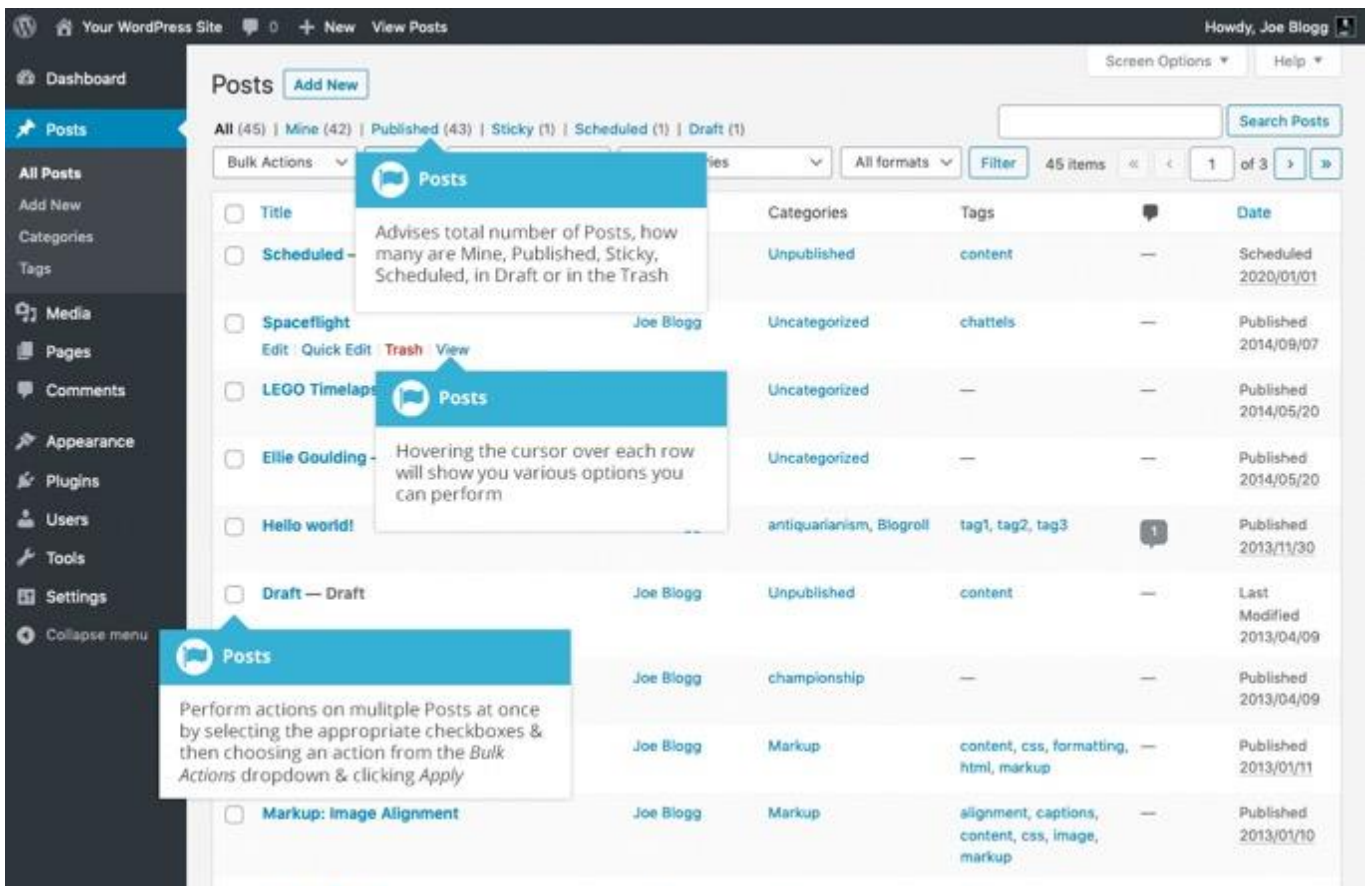 Your WordPress Site 0 + New View Posts Howdy, Joe Blogg
Screen Options Help
Dashboard
Posts
All Posts
Add New
Categories
Tags
Media
Pages
Comments
Appearance
Plugins
Users
Tools
Settings
Collapse menu
Posts Add New
All (45) | Mine (42) | Published (43) | Sticky (1) | Scheduled (1) | Draft (1)
Search Posts
Bulk Actions All formats Filter 45 items « ‹ 1 of 3 › »
Posts
Advises total number of Posts, how
many are Mine, Published, Sticky,
Scheduled, in Draft or in the Trash
Title Categories Tags Date
Scheduled – Unpublished content — Scheduled
2020/01/01
Spaceflight Joe Blogg Uncategorized chattels — Published
2014/09/07
Edit | Quick Edit | Trash | View
Posts
Hovering the cursor over each row
will show you various options you
can perform
LEGO Timelaps Uncategorized — — Published
2014/05/20
Ellie Goulding - Uncategorized — — Published
2014/05/20
Hello world! antiquarianism, Blogroll tag1, tag2, tag3 1 Published
2013/11/30
Draft — Draft Joe Blogg Unpublished content — Last
Modified
2013/04/09
Posts
Perform actions on mulitple Posts at once
by selecting the appropriate checkboxes &
then choosing an action from the Bulk
Actions dropdown & clicking Apply
Joe Blogg championship — — Published
2013/04/09
Joe Blogg Markup content, css, formatting, — Published
html, markup 2013/01/11
Markup: Image Alignment Joe Blogg Markup alignment, captions, — Published
content, css, image, 2013/01/10
markup